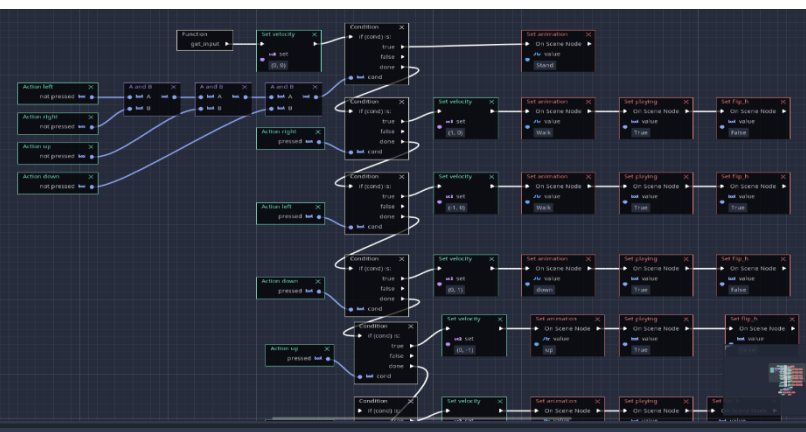 Function
get_input
Set velocity
set
(0, 0)
Condition
if (cond) is:
true
false
done
cond
Set animation
On Scene Node
value
Stand
Action left
not pressed
Action right
not pressed
Action up
not pressed
Action down
not pressed
A and B
A
B
A and B
A
B
A and B
A
B
Action right
pressed
Condition
if (cond) is:
true
false
done
cond
Set velocity
set
(1, 0)
Set animation
On Scene Node
value
Walk
Set playing
On Scene Node
value
True
Set flip_h
On Scene Node
value
False
Action left
pressed
Condition
if (cond) is:
true
false
done
cond
Set velocity
set
(-1, 0)
Set animation
On Scene Node
value
Walk
Set playing
On Scene Node
value
True
Set flip_h
On Scene Node
value
True
Action down
pressed
Condition
if (cond) is:
true
false
done
cond
Set velocity
set
(0, 1)
Set animation
On Scene Node
value
down
Set playing
On Scene Node
value
True
Set flip_h
On Scene Node
value
False
Action up
pressed
Condition
if (cond) is:
true
false
done
cond
Set velocity
set
(0, -1)
Set animation
On Scene Node
value
up
Set playing
On Scene Node
value
True
Set flip_h
On Scene Node
value
Condition
if (cond) is:
Set velocity
Set animation
On Scene Node
Set playing
On Scene Node
Set
On Scene Node